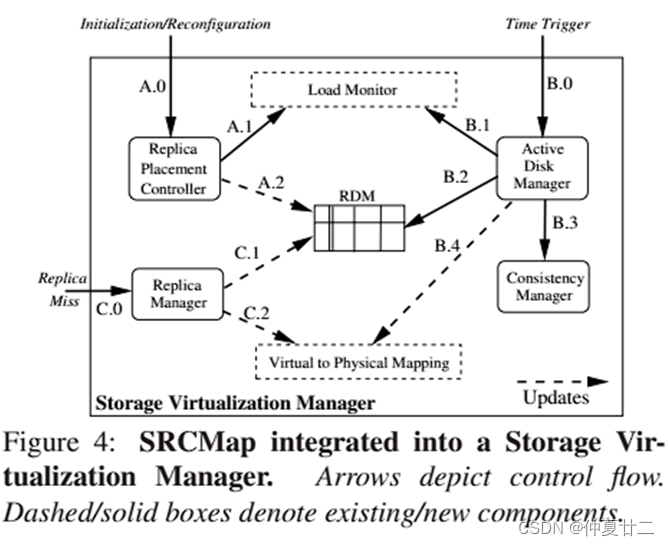 Initialization/Reconfiguration
Time Trigger
A.0
B.0
Load Monitor
A.1
B.1
Replica
Placement
Controller
Active
Disk
Manager
A.2
B.2
RDM
B.3
C.1
B.4
Replica
Miss
C.0
Replica
Manager
Consistency
Manager
C.2
Virtual to Physical Mapping
Storage Virtualization Manager
Updates
Figure 4: SRCMap integrated into a Storage Vir-
tualization Manager. Arrows depict control flow.
Dashed/solid boxes denote existing/new components.
CSDN @仲夏廿二